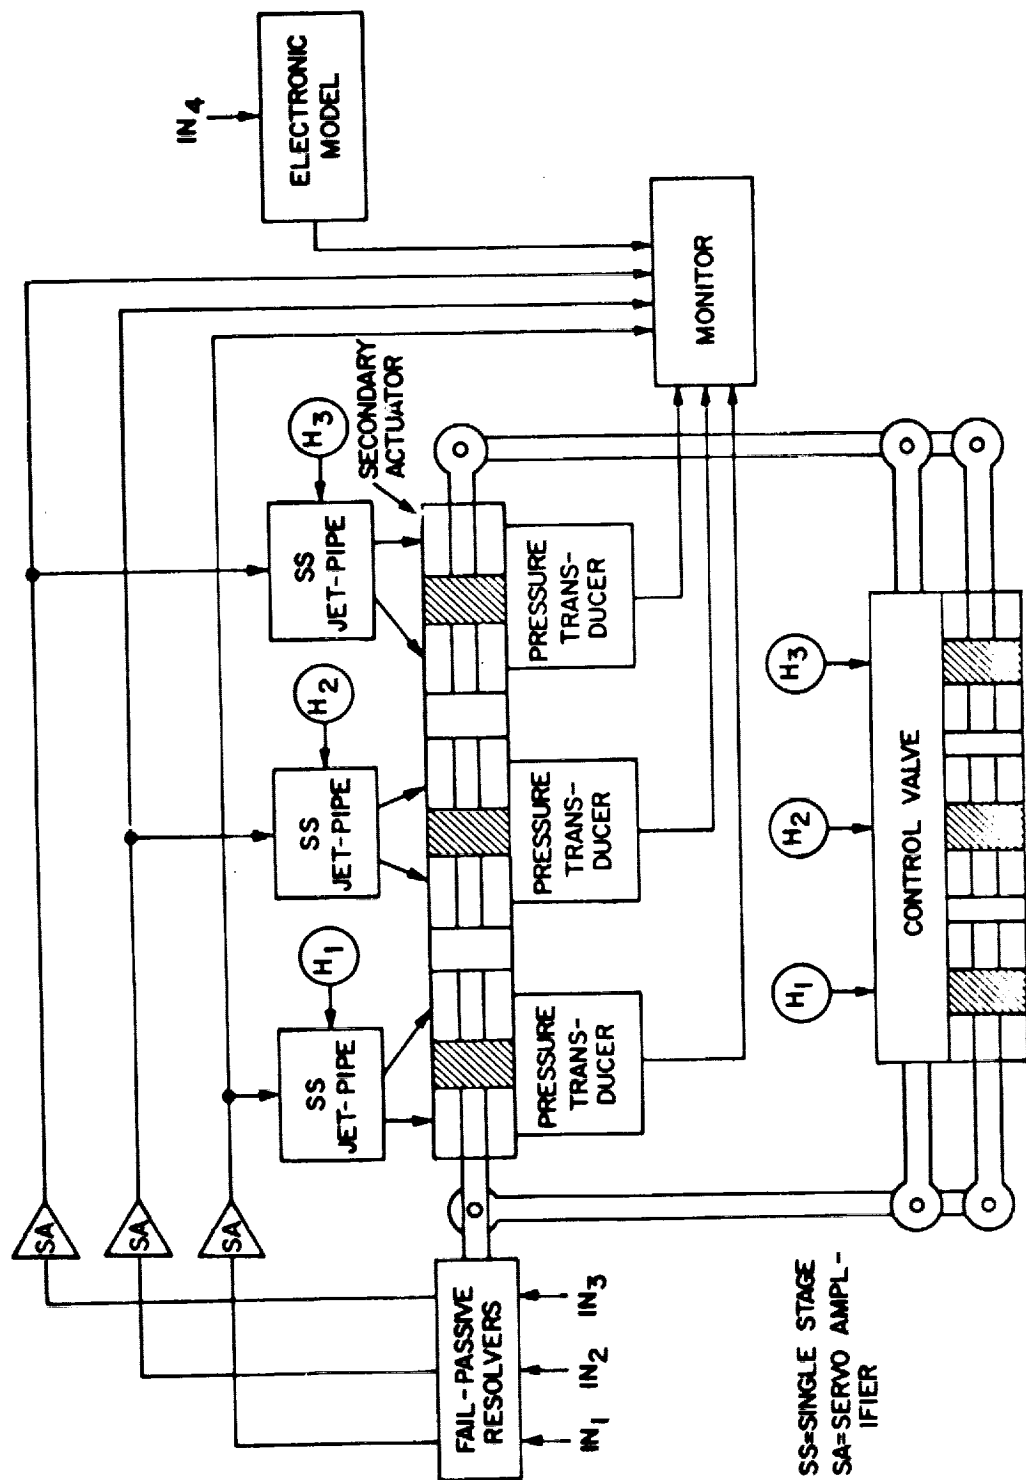 IN4
ELECTRONIC
MODEL
MONITOR
SECONDARY
ACTUATOR
H3
SS
JET-PIPE
H2
SS
JET-PIPE
H1
SS
JET-PIPE
SA
SA
SA
PRESSURE
TRANS-
DUCER
PRESSURE
TRANS-
DUCER
PRESSURE
TRANS-
DUCER
FAIL-PASSIVE
RESOLVERS
IN1
IN2
IN3
H1
H2
H3
CONTROL VALVE
SS=SINGLE STAGE
SA=SERVO AMPL-
IFIER